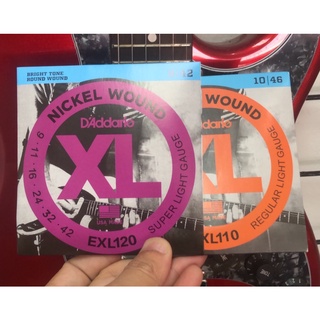 BRIGHT TONE
ROUND WOUND
NICKEL WOUND
D'Addario
XL
9·11·16·24·32·42
EXL120
SUPER LIGHT GAUGE
10|46
WOUND
XL110
REGULAR LIGHT GAUGE